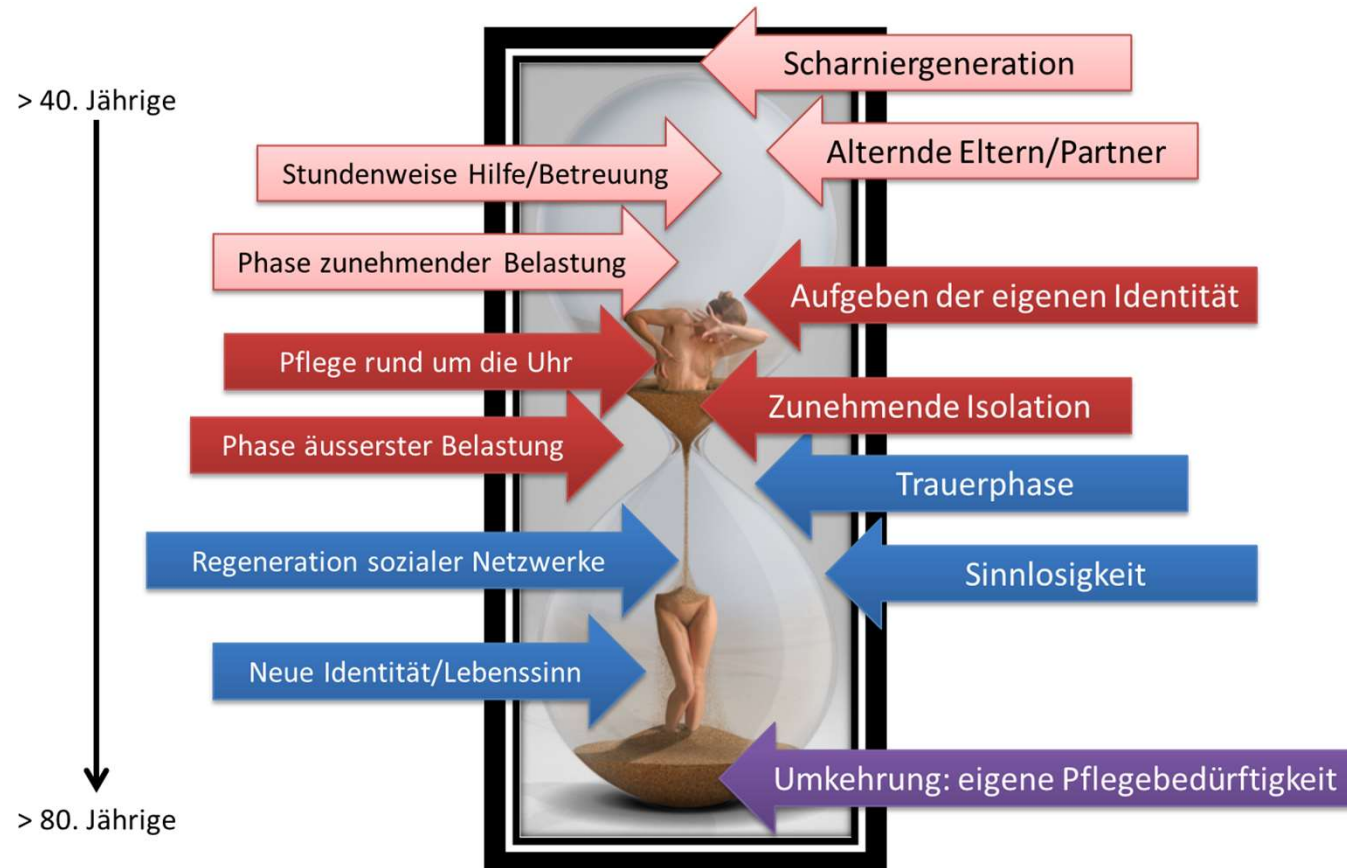 Scharniergeneration
> 40. Jährige
Alternde Eltern/Partner
Stundenweise Hilfe/Betreuung
Phase zunehmender Belastung
Aufgeben der eigenen Identität
Pflege rund um die Uhr
Zunehmende Isolation
Phase äusserster Belastung
Trauerphase
Regeneration sozialer Netzwerke
Sinnlosigkeit
Neue Identität/Lebenssinn
Umkehrung: eigene Pflegebedürftigkeit
> 80. Jährige